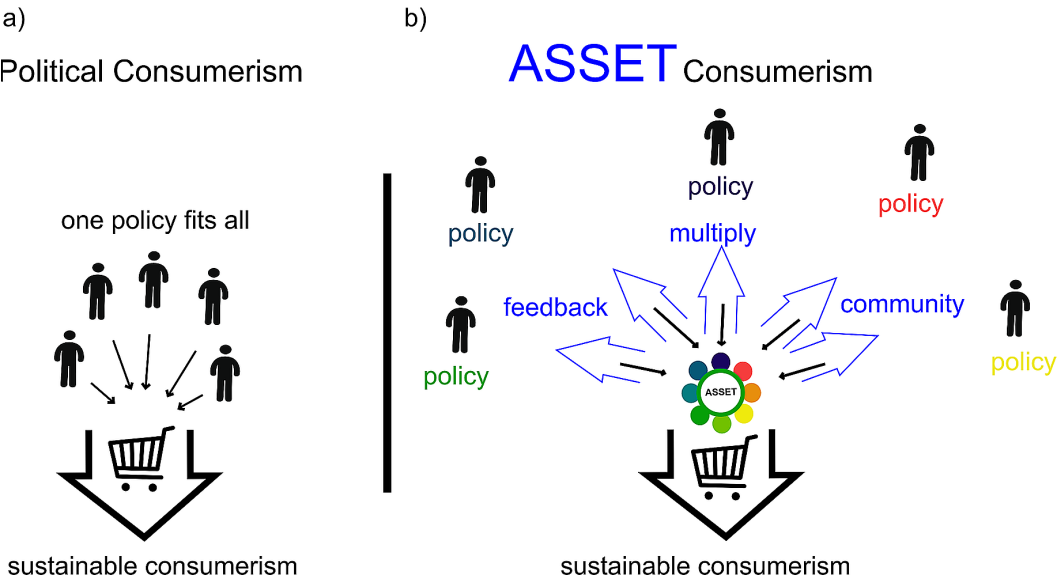 a)
Political Consumerism
one policy fits all
sustainable consumerism
b)
ASSET Consumerism
policy
policy
policy
multiply
feedback
community
policy
policy
ASSET
sustainable consumerism